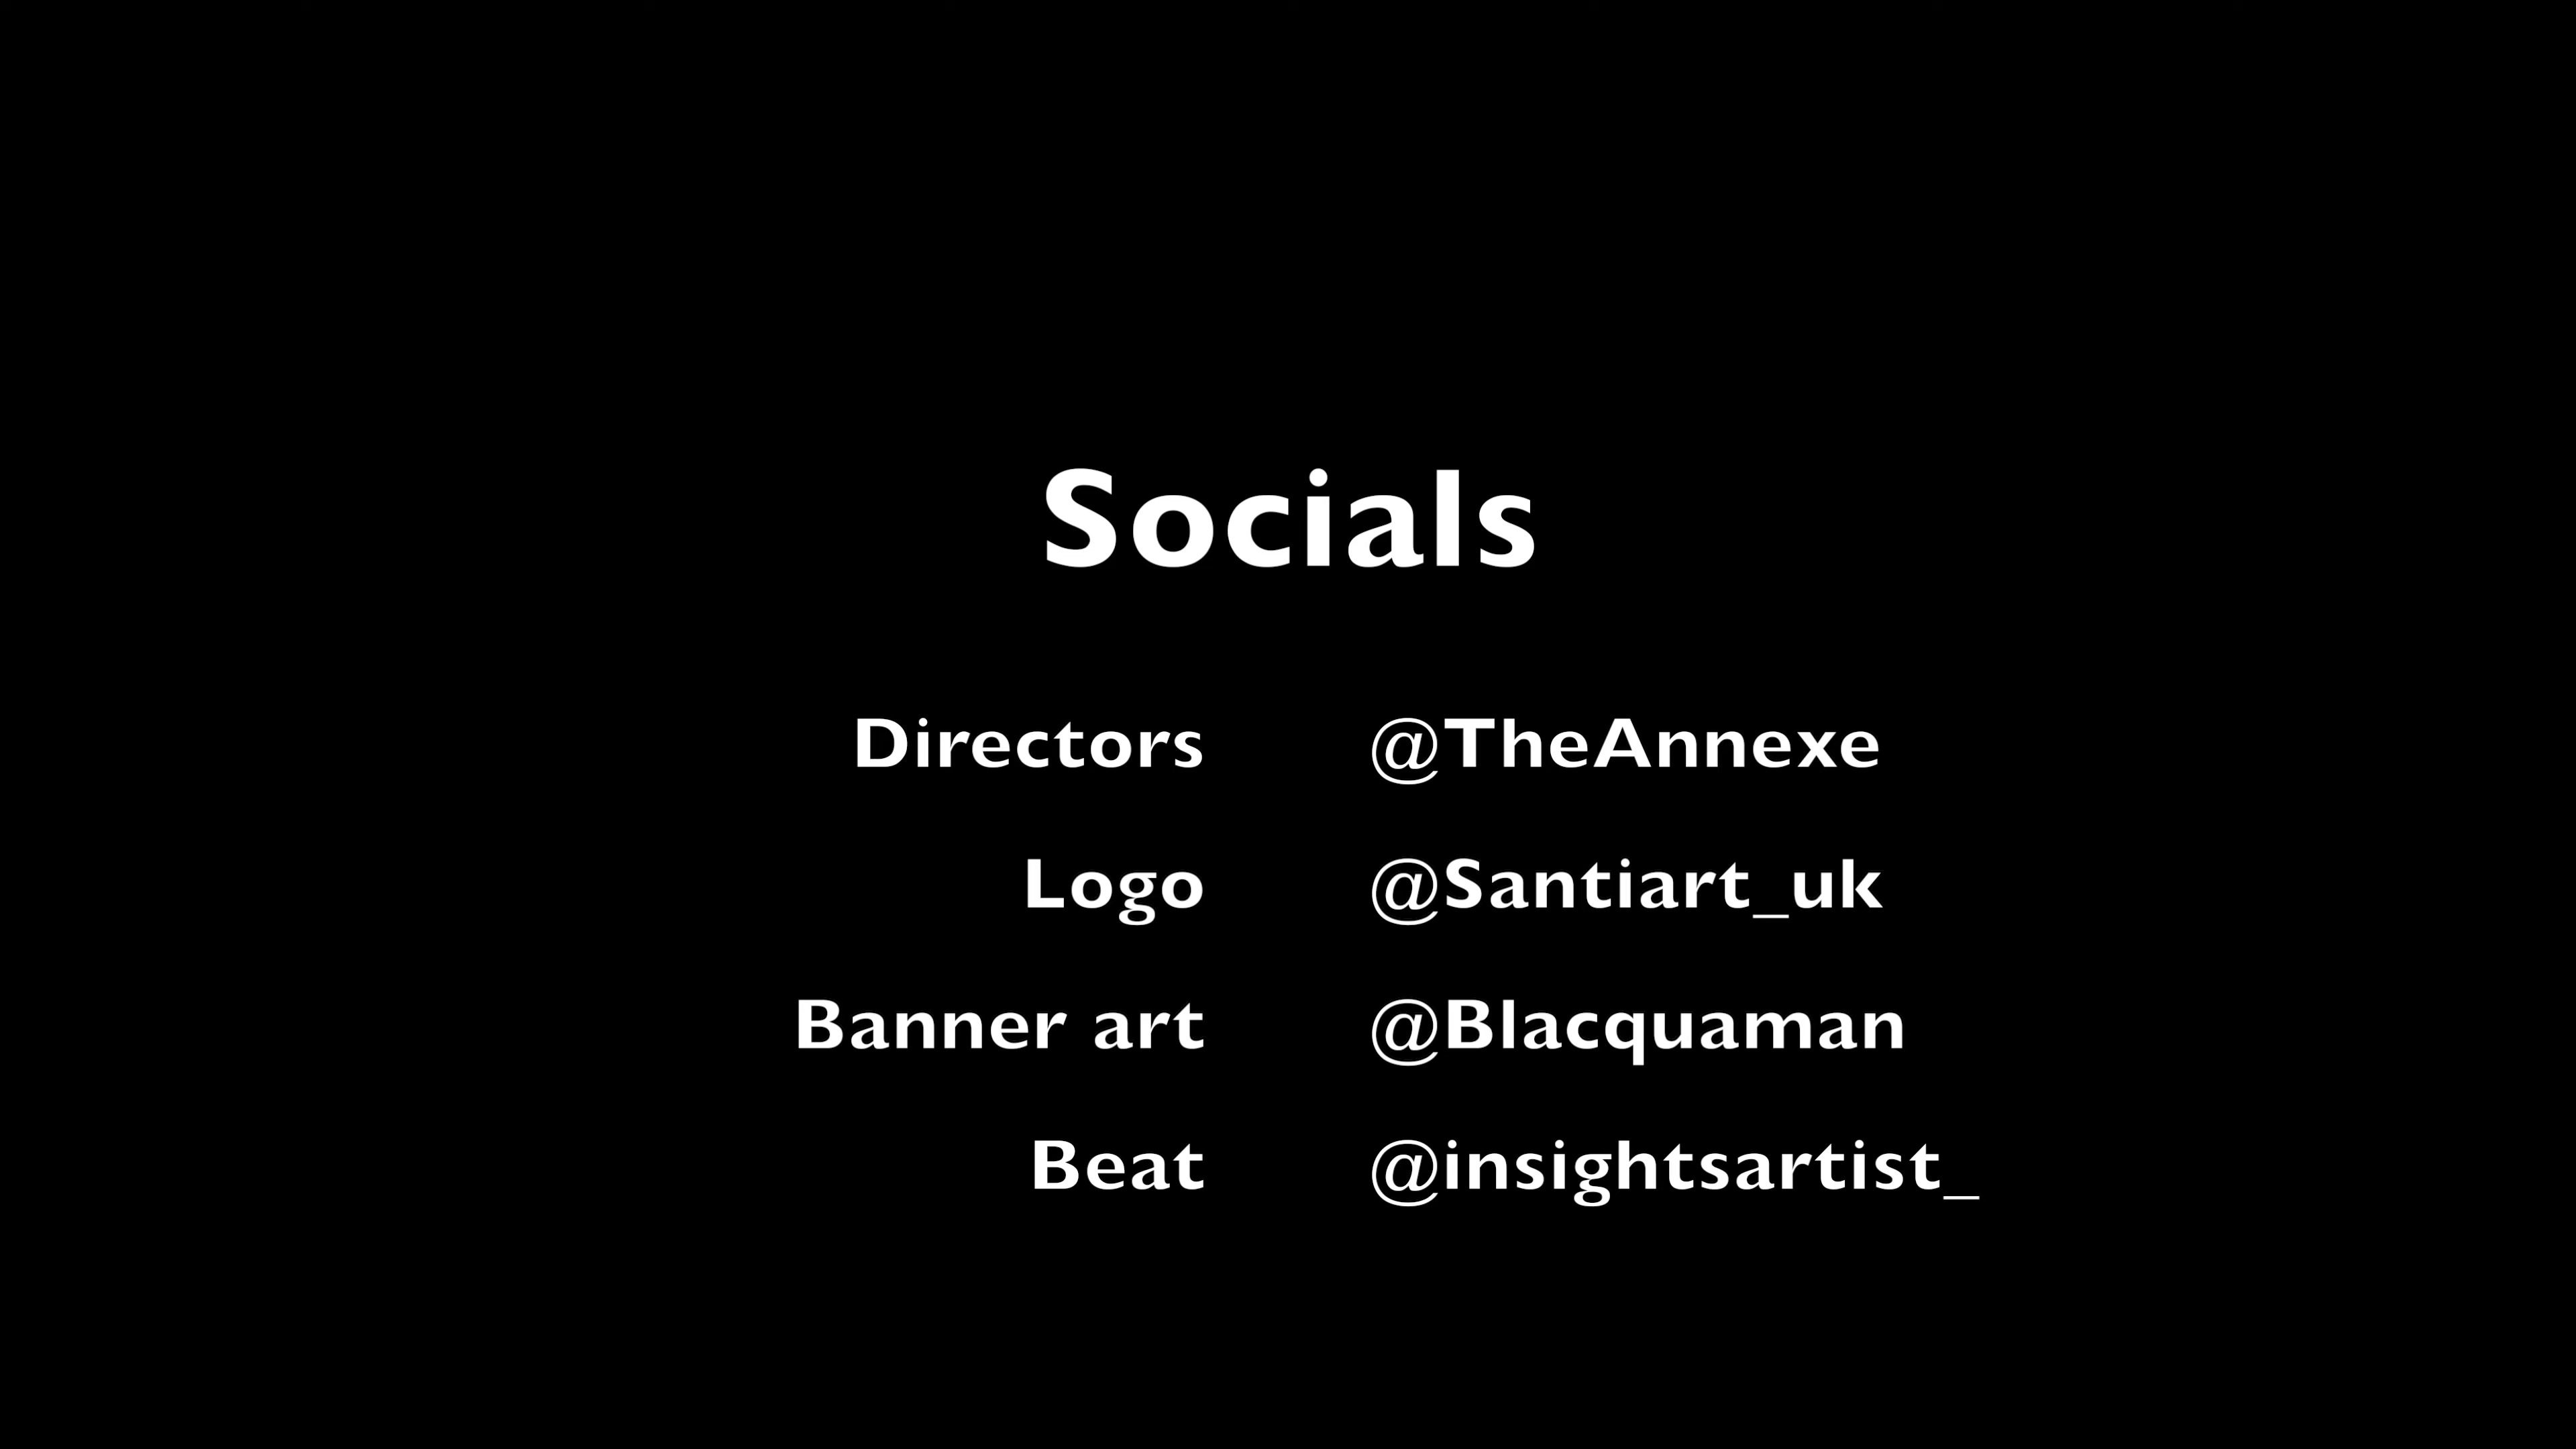 Socials
Directors @TheAnnexe
Logo @Santiart_uk
Banner art @Blacquaman
Beat @insightsartist_